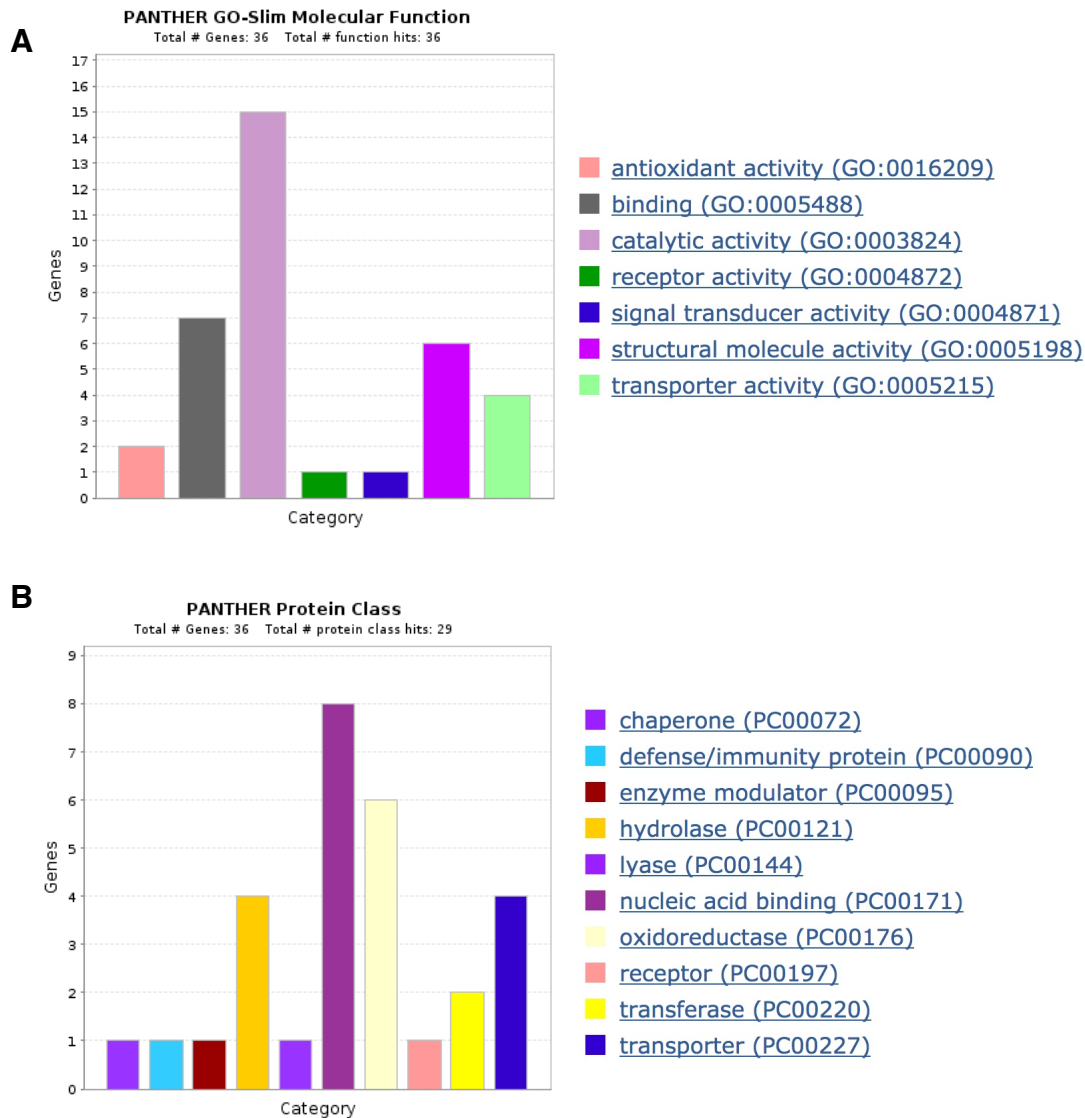 A
PANTHER GO-Slim Molecular Function
Total # Genes: 36 Total # function hits: 36
17
16
15
14
13
12
11
10
9
8
7
6
5
4
3
2
1
0
Genes
Category
antioxidant activity (GO:0016209)
binding (GO:0005488)
catalytic activity (GO:0003824)
receptor activity (GO:0004872)
signal transducer activity (GO:0004871)
structural molecule activity (GO:0005198)
transporter activity (GO:0005215)
B
PANTHER Protein Class
Total # Genes: 36 Total # protein class hits: 29
9
8
7
6
5
4
3
2
1
0
Genes
Category
chaperone (PC00072)
defense/immunity protein (PC00090)
enzyme modulator (PC00095)
hydrolase (PC00121)
lyase (PC00144)
nucleic acid binding (PC00171)
oxidoreductase (PC00176)
receptor (PC00197)
transferase (PC00220)
transporter (PC00227)